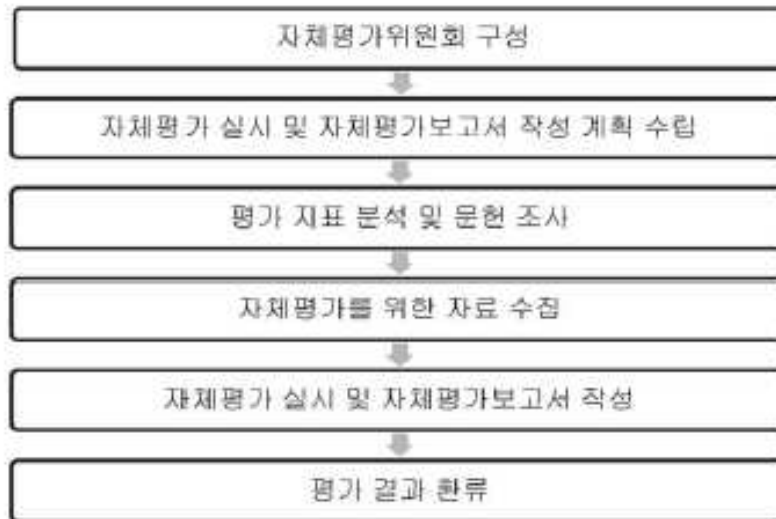 자체평가위원회 구성
자체평가 실시 및 자체평가보고서 작성 계획 수립
평가 지표 분석 및 문헌 조사
자체평가를 위한 자료 수집
자체평가 실시 및 자체평가보고서 작성
평가 결과 환류